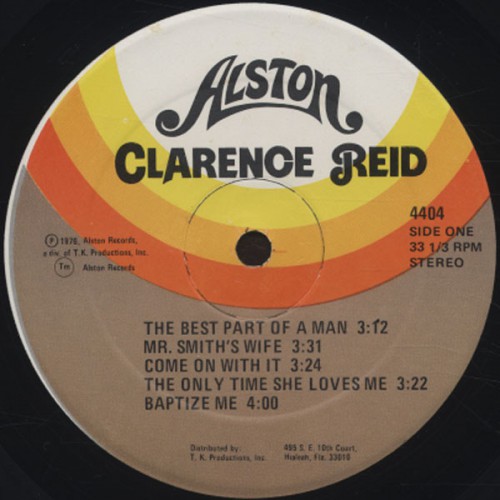 ALSTON
CLARENCE REID
4404
SIDE ONE
33 1/3 RPM
STEREO
Ⓟ 1976, Alston Records,
a div. of T. K. Productions, Inc.
Tm Alston Records
THE BEST PART OF A MAN 3:12
MR. SMITH'S WIFE 3:31
COME ON WITH IT 3:24
THE ONLY TIME SHE LOVES ME 3:22
BAPTIZE ME 4:00
Distributed by:
T. K. Productions, Inc.
495 S. E. 10th Court,
Hialeah, Fla. 33010